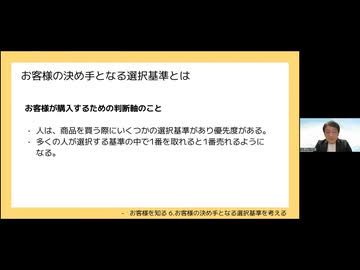 お客様の決め手となる選択基準とは
お客様が購入するための判断軸のこと
- 人は、商品を買う際にいくつかの選択基準があり優先度がある。
- 多くの人が選択する基準の中で1番を取れると1番売れるように
なる。
- お客様を知る 6.お客様の決め手となる選択基準を考える